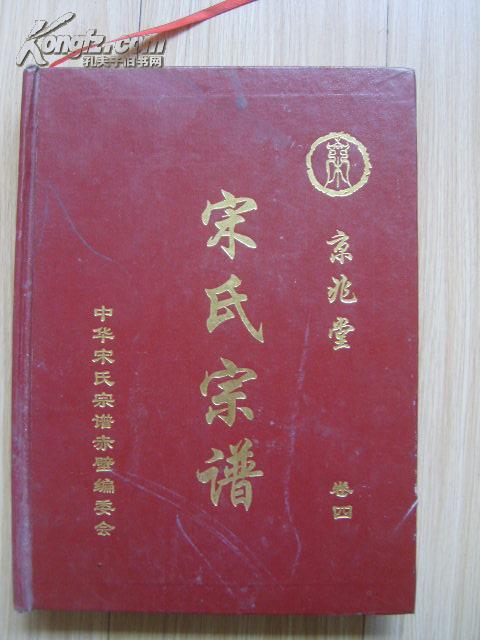 Kongfz.com
孔夫子旧书网
京兆堂
卷四
宋氏宗谱
中华宋氏宗谱赤壁编委会